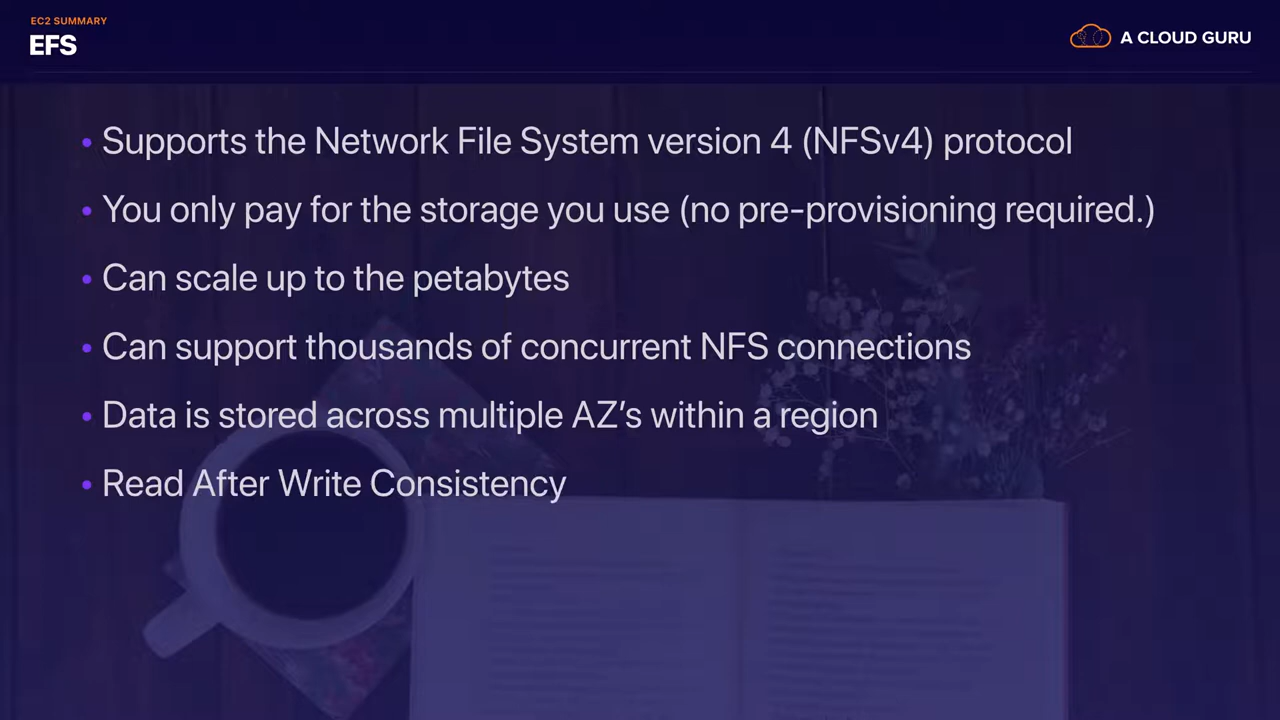 EC2 SUMMARY
EFS
A CLOUD GURU
• Supports the Network File System version 4 (NFSv4) protocol
• You only pay for the storage you use (no pre-provisioning required.)
• Can scale up to the petabytes
• Can support thousands of concurrent NFS connections
• Data is stored across multiple AZ’s within a region
• Read After Write Consistency